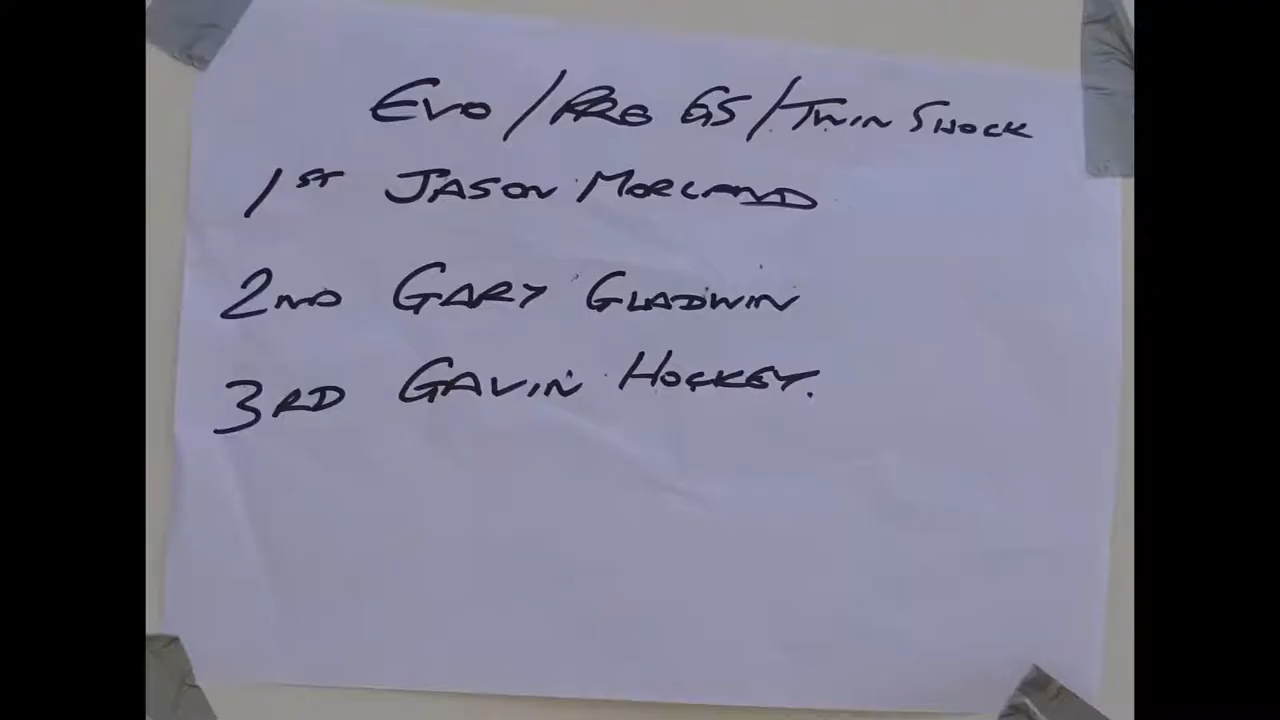 EVO / PRE 65 / TWIN SHOCK
1ST JASON MORLAND
2ND GARY GLADWIN
3RD GAVIN HOCKEY.